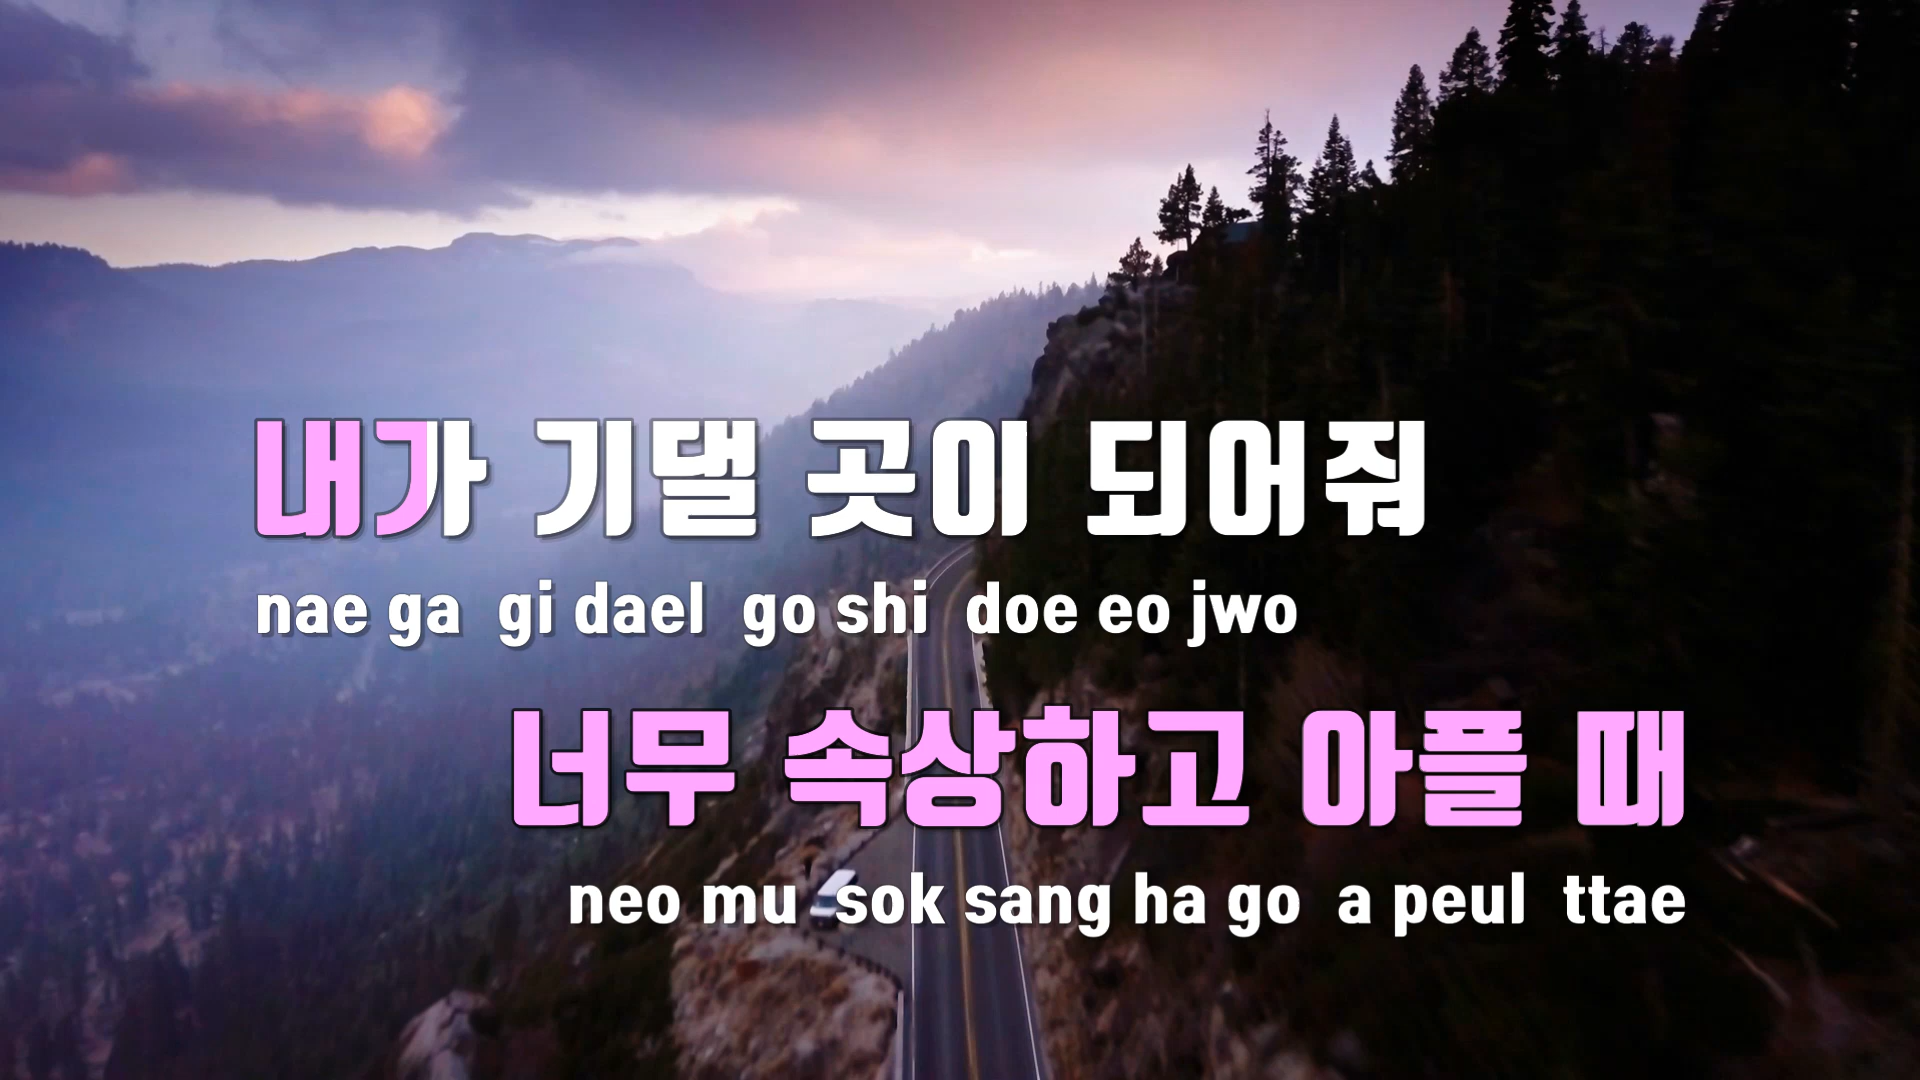 내가 기댈 곳이 되어줘
nae ga gi dael go shi doe eo jwo
너무 속상하고 아플 때
neo mu sok sang ha go a peul ttae